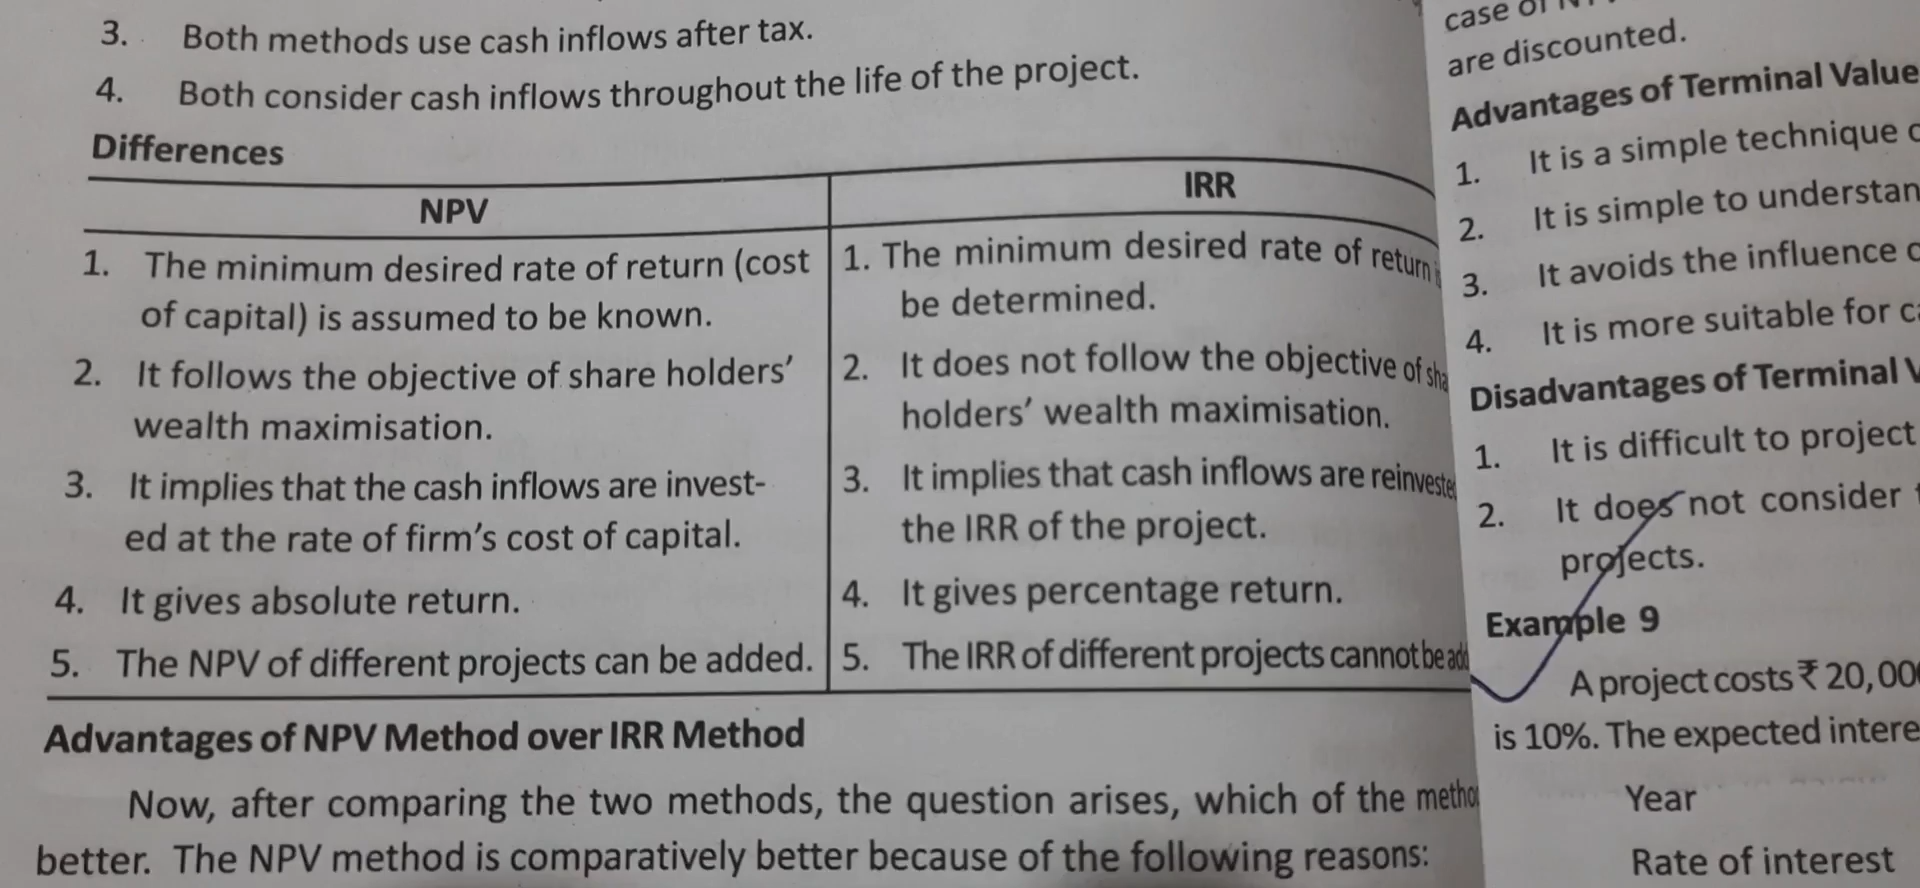 3. Both methods use cash inflows after tax.
4. Both consider cash inflows throughout the life of the project.
Differences
NPV
1. The minimum desired rate of return (cost
of capital) is assumed to be known.
2. It follows the objective of share holders'
wealth maximisation.
3. It implies that the cash inflows are invest-
ed at the rate of firm's cost of capital.
4. It gives absolute return.
5. The NPV of different projects can be added.
IRR
1. The minimum desired rate of return
be determined.
2. It does not follow the objective of
holders' wealth maximisation.
3. It implies that cash inflows are
the IRR of the project.
4. It gives percentage return.
5. The IRR of different projects cannot be
Advantages of NPV Method over IRR Method
Now, after comparing the two methods, the question arises, which of the
better. The NPV method is comparatively better because of the following reasons:
case
are discounted.
Advantages of Terminal Value
1. It is a simple technique
2. It is simple to
3. It avoids the influence
4. It is more suitable for
Disadvantages of Terminal
1. It is difficult to project
2. It does not consider
projects.
Example 9
A project costs ₹ 20,00
is 10%. The expected
Year
Rate of interest